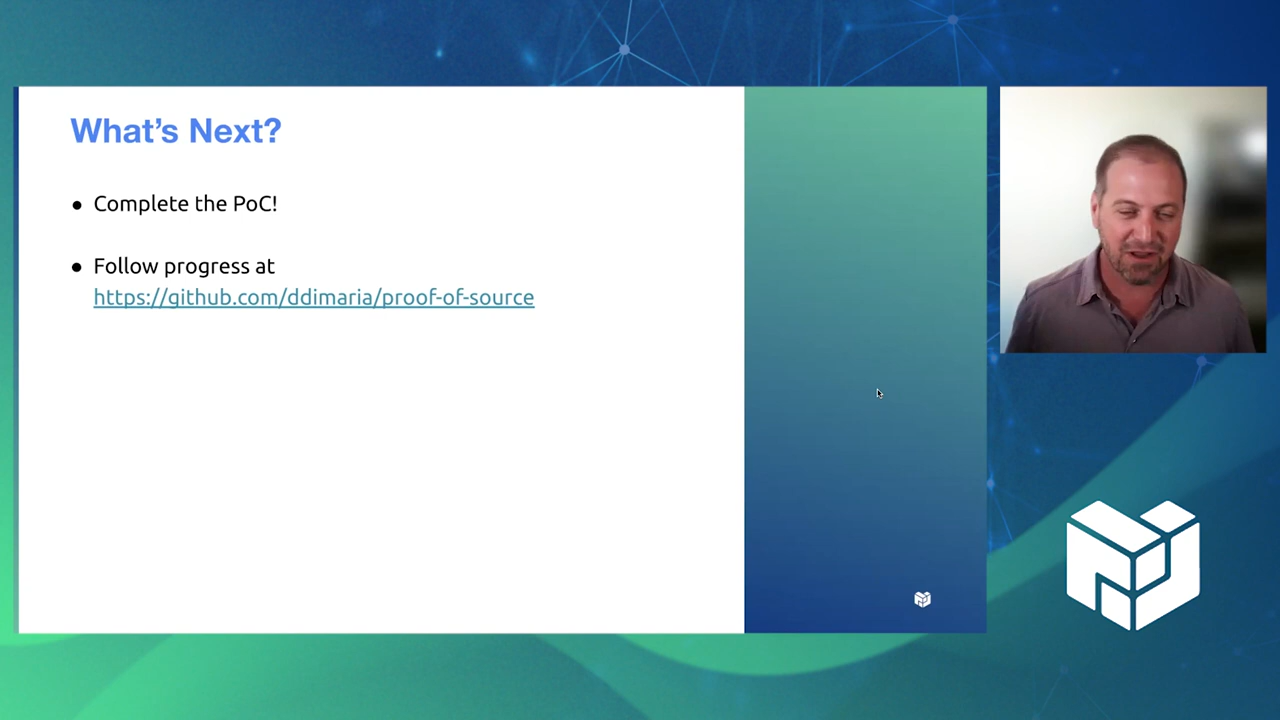 What's Next?
● Complete the PoC!
● Follow progress at
https://github.com/ddimaria/proof-of-source